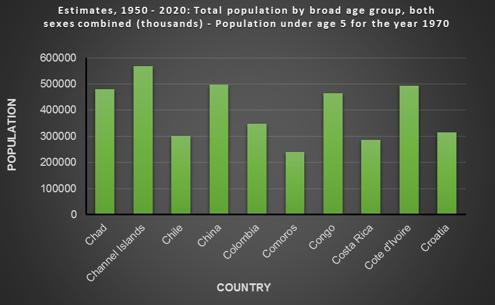 Estimates, 1950 - 2020: Total population by broad age group, both
sexes combined (thousands) - Population under age 5 for the year 1970
POPULATION
600000
500000
400000
300000
200000
100000
0
Chad
Channel Islands
Chile
China
Colombia
Comoros
Congo
Costa Rica
Cote d'Ivoire
Croatia
COUNTRY